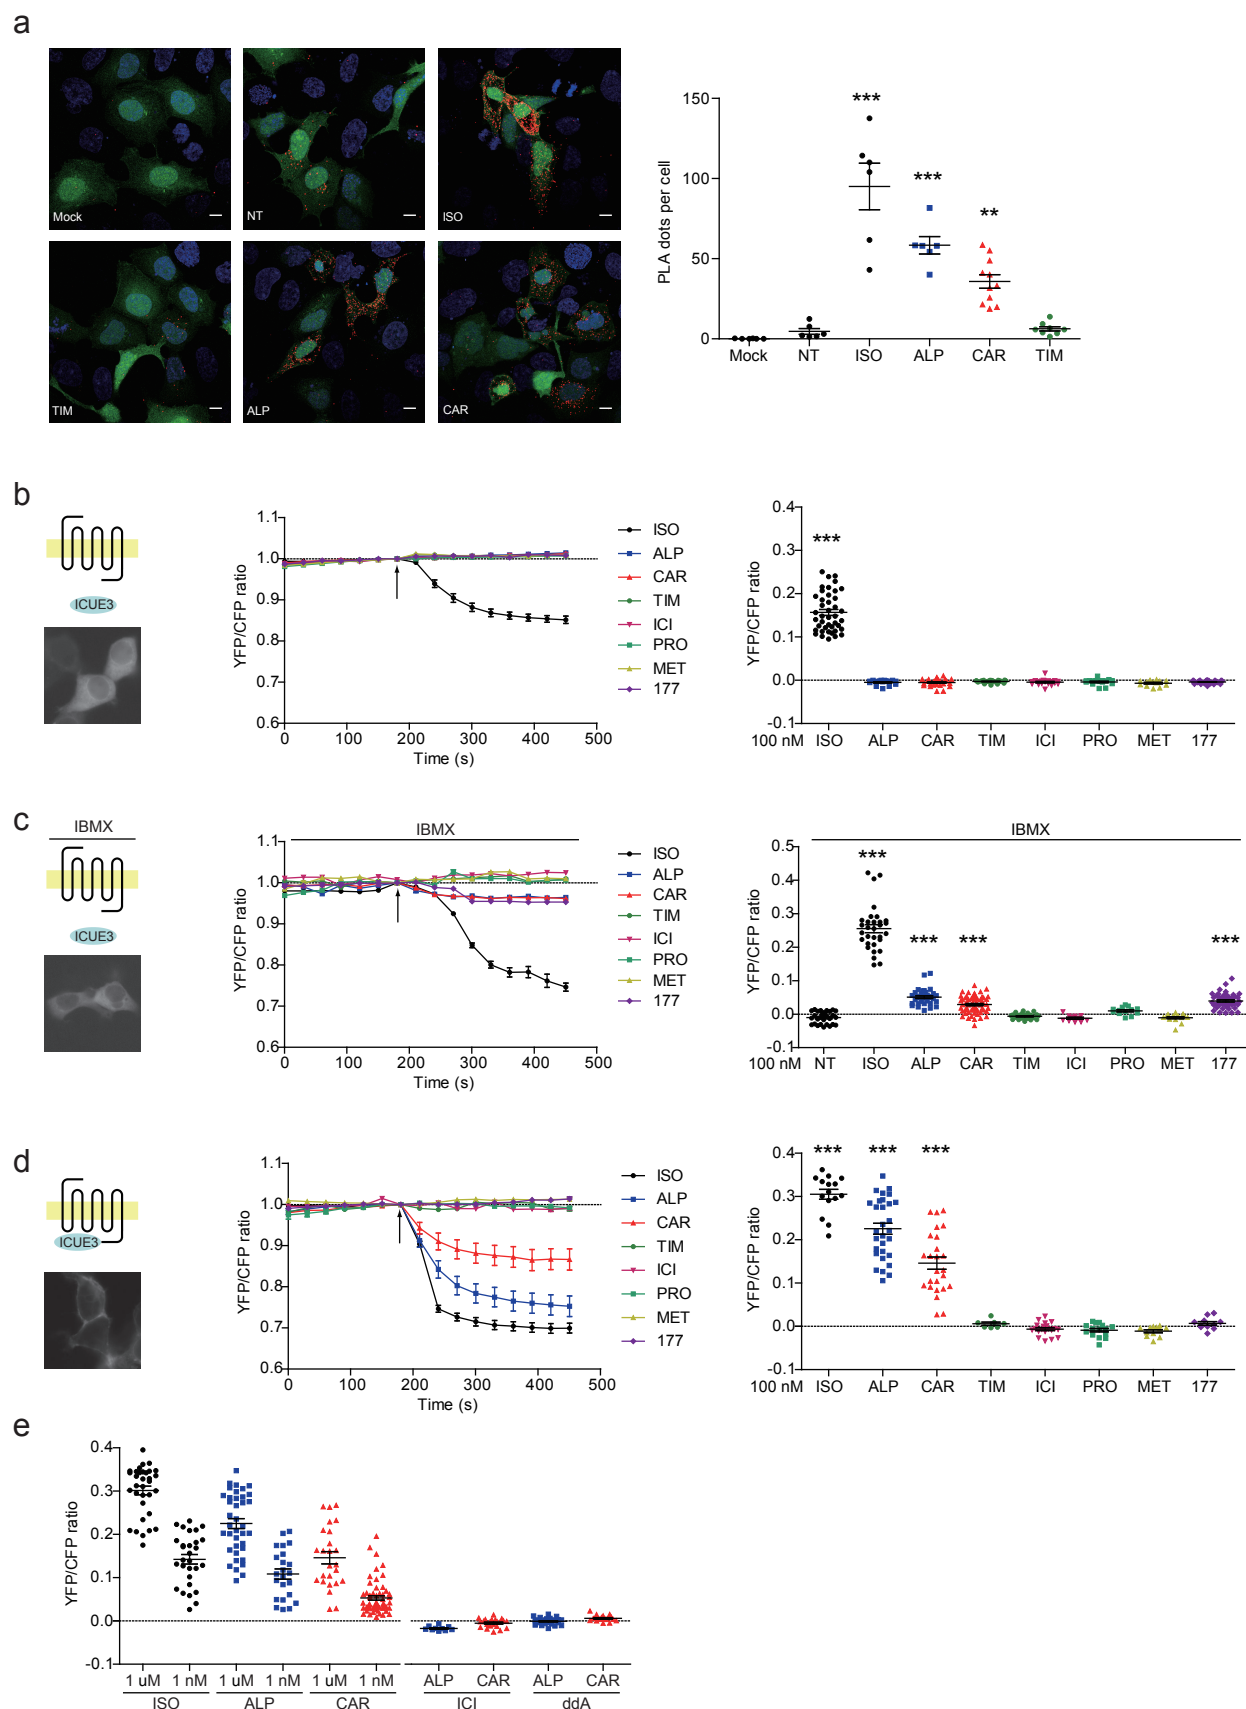 a
Mock
NT
ISO
TIM
ALP
CAR
PLA dots per cell
150
100
50
0
***
***
**
Mock NT ISO ALP CAR TIM
b
ICUE3
YFP/CFP ratio
1.1
1.0
0.9
0.8
0.7
0.6
0 100 200 300 400 500
Time (s)
ISO
ALP
CAR
TIM
ICI
PRO
MET
177
YFP/CFP ratio
0.4
0.3
0.2
0.1
0.0
-0.1
***
100 nM ISO ALP CAR TIM ICI PRO MET 177
c
IBMX
ICUE3
IBMX
YFP/CFP ratio
1.1
1.0
0.9
0.8
0.7
0.6
0 100 200 300 400 500
Time (s)
ISO
ALP
CAR
TIM
ICI
PRO
MET
177
IBMX
YFP/CFP ratio
0.5
0.4
0.3
0.2
0.1
0.0
-0.1
***
*** *** ***
100 nM NT ISO ALP CAR TIM ICI PRO MET 177
d
ICUE3
YFP/CFP ratio
1.1
1.0
0.9
0.8
0.7
0.6
0 100 200 300 400 500
Time (s)
ISO
ALP
CAR
TIM
ICI
PRO
MET
177
YFP/CFP ratio
0.4
0.3
0.2
0.1
0.0
-0.1
*** *** ***
100 nM ISO ALP CAR TIM ICI PRO MET 177
e
YFP/CFP ratio
0.4
0.3
0.2
0.1
0.0
-0.1
1 uM 1 nM 1 uM 1 nM 1 uM 1 nM ALP CAR ALP CAR
ISO ALP CAR ICI ddA